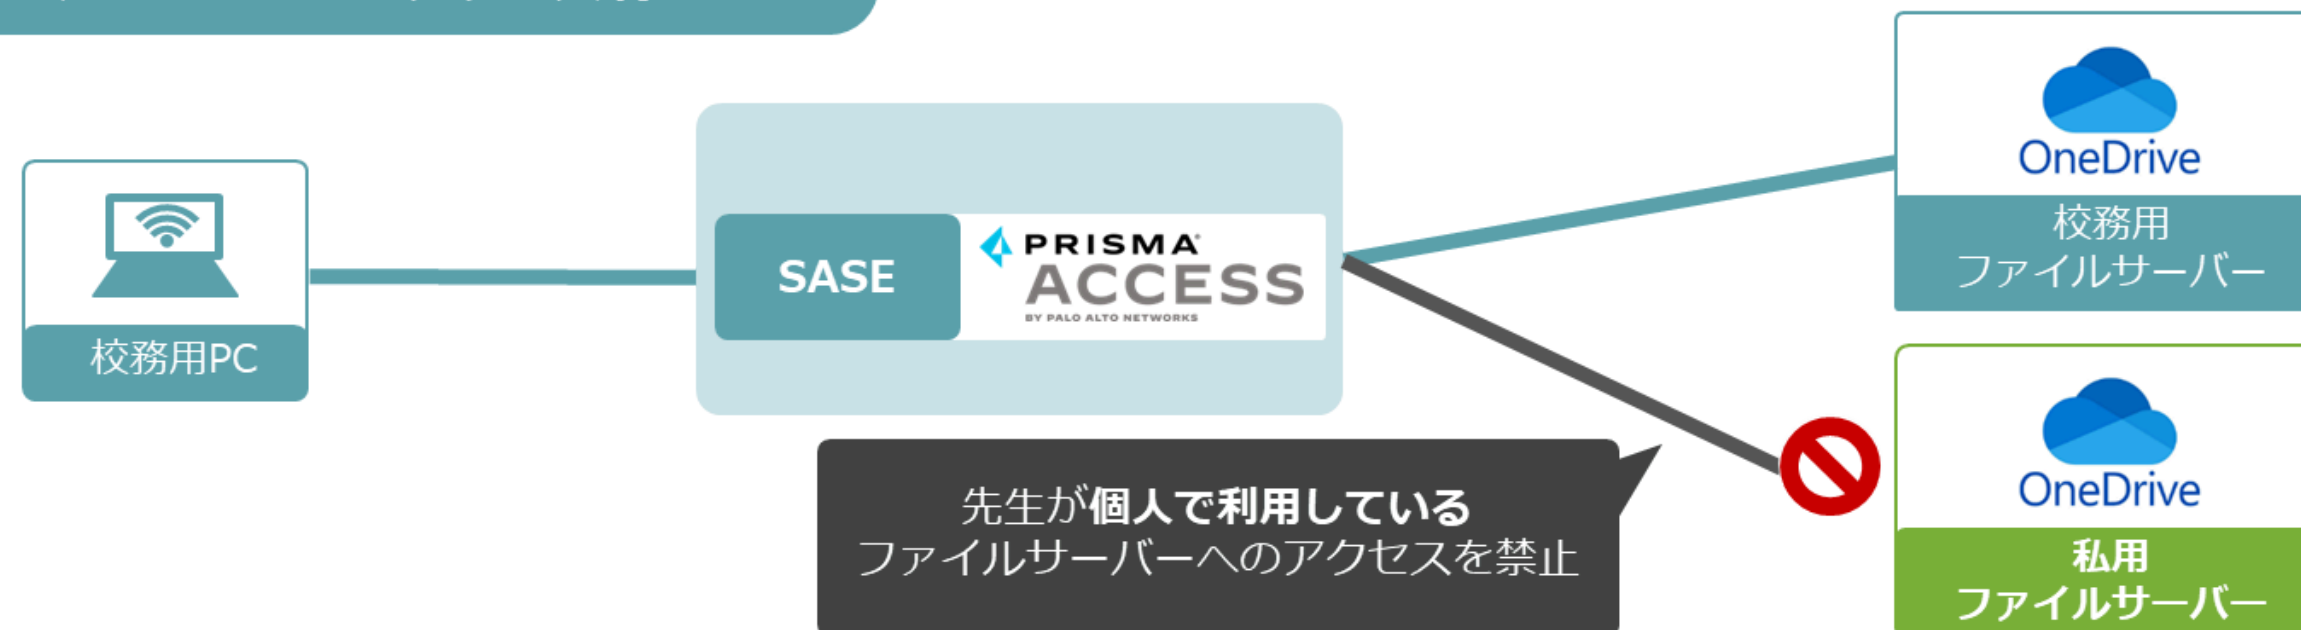 OneDrive
校務用
ファイルサーバー
校務用PC
SASE
PRISMA
ACCESS
BY PALO ALTO NETWORKS
先生が個人で利用している
ファイルサーバーへのアクセスを禁止
OneDrive
私用
ファイルサーバー